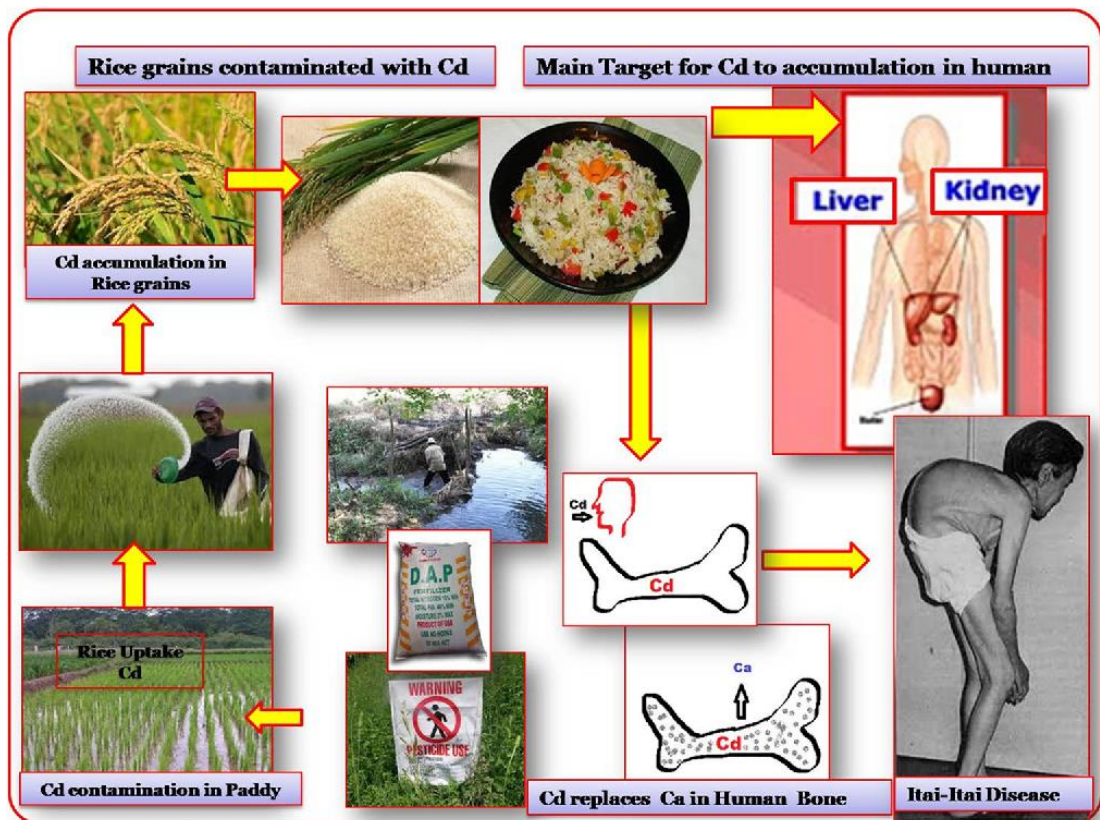 Rice grains contaminated with Cd
Main Target for Cd to accumulation in human
Liver
Kidney
Cd accumulation in
Rice grains
Cd
Cd
D.A.P
FERTILIZER
Rice Uptake
Cd
WARNING
PESTICIDE USE
Ca
Cd
Cd contamination in Paddy
Cd replaces Ca in Human Bone
Itai-Itai Disease